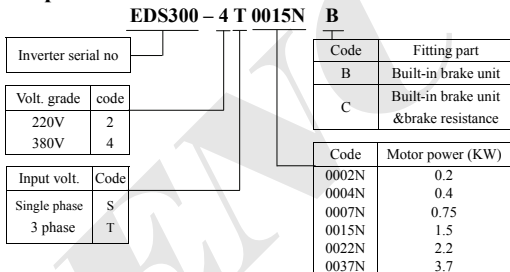 EDS300 – 4 T 0015N B
Inverter serial no
Volt. grade code
220V 2
380V 4
Input volt. Code
Single phase S
3 phase T
Code Fitting part
B Built-in brake unit
C Built-in brake unit
&brake resistance
Code Motor power (KW)
0002N 0.2
0004N 0.4
0007N 0.75
0015N 1.5
0022N 2.2
0037N 3.7